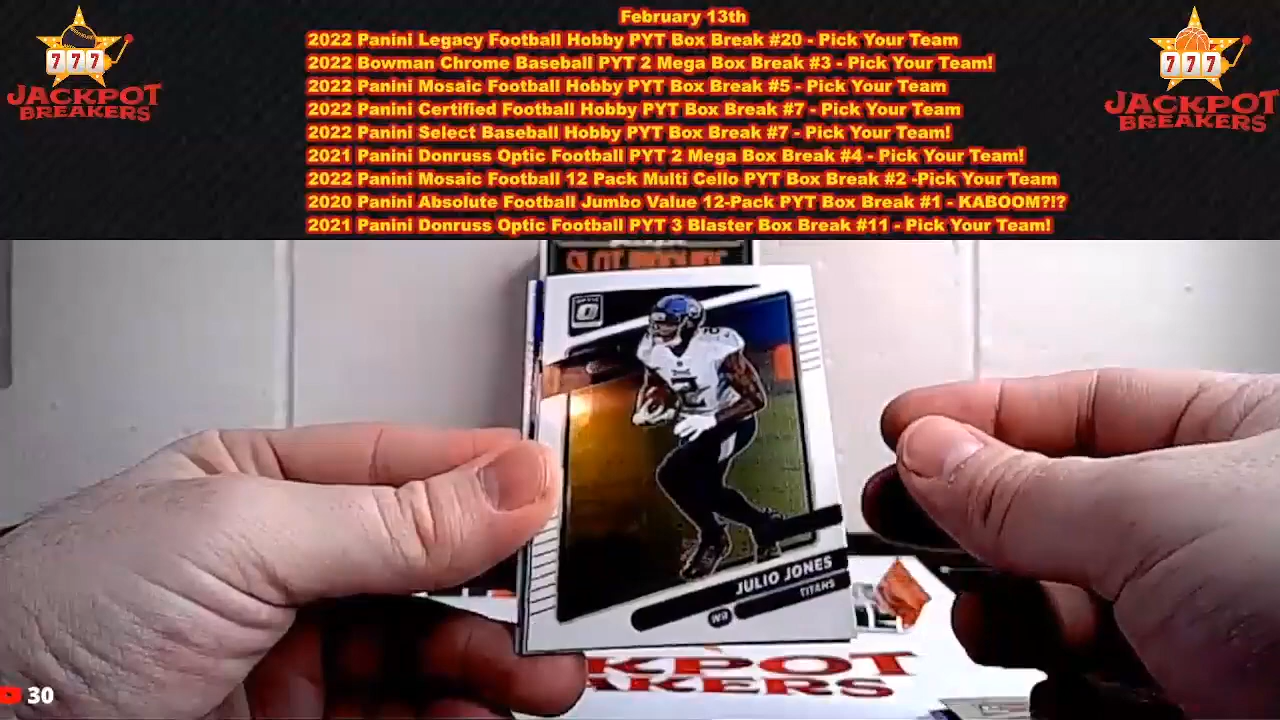 February 13th
2022 Panini Legacy Football Hobby PYT Box Break #20 - Pick Your Team
2022 Bowman Chrome Baseball PYT 2 Mega Box Break #3 - Pick Your Team!
2022 Panini Mosaic Football Hobby PYT Box Break #5 - Pick Your Team
2022 Panini Certified Football Hobby PYT Box Break #7 - Pick Your Team
2022 Panini Select Baseball Hobby PYT Box Break #7 - Pick Your Team!
2021 Panini Donruss Optic Football PYT 2 Mega Box Break #4 - Pick Your Team!
2022 Panini Mosaic Football 12 Pack Multi Cello PYT Box Break #2 -Pick Your Team
2020 Panini Absolute Football Jumbo Value 12-Pack PYT Box Break #1 - KABOOM?!?
2021 Panini Donruss Optic Football PYT 3 Blaster Box Break #11 - Pick Your Team!
777
JACKPOT
BREAKERS
777
JACKPOT
BREAKERS
OPTIC
2
JULIO JONES
TITANS
WR
KPOT
AKERS
30